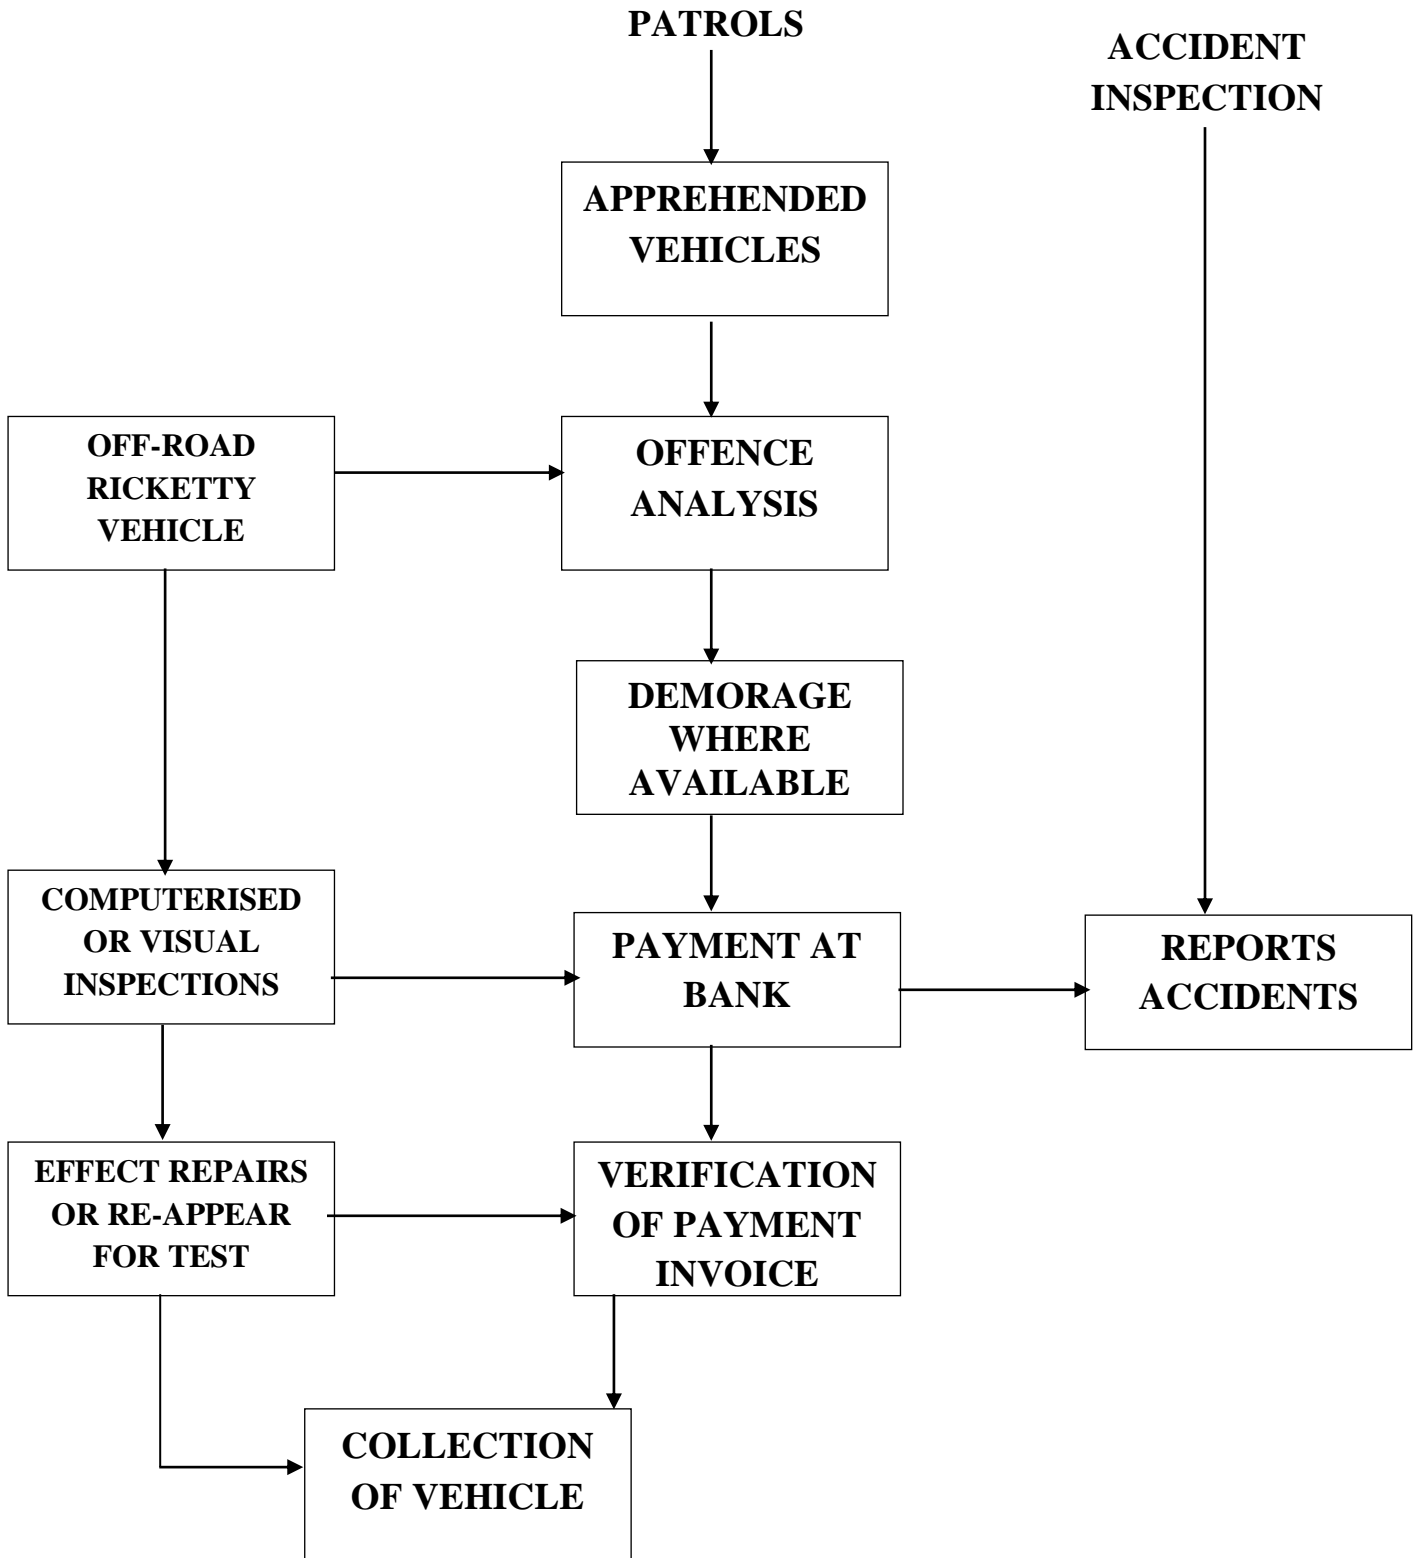 PATROLS
ACCIDENT
INSPECTION
APPREHENDED
VEHICLES
OFF-ROAD
RICKETTY
VEHICLE
OFFENCE
ANALYSIS
DEMORAGE
WHERE
AVAILABLE
COMPUTERISED
OR VISUAL
INSPECTIONS
PAYMENT AT
BANK
REPORTS
ACCIDENTS
EFFECT REPAIRS
OR RE-APPEAR
FOR TEST
VERIFICATION
OF PAYMENT
INVOICE
COLLECTION
OF VEHICLE